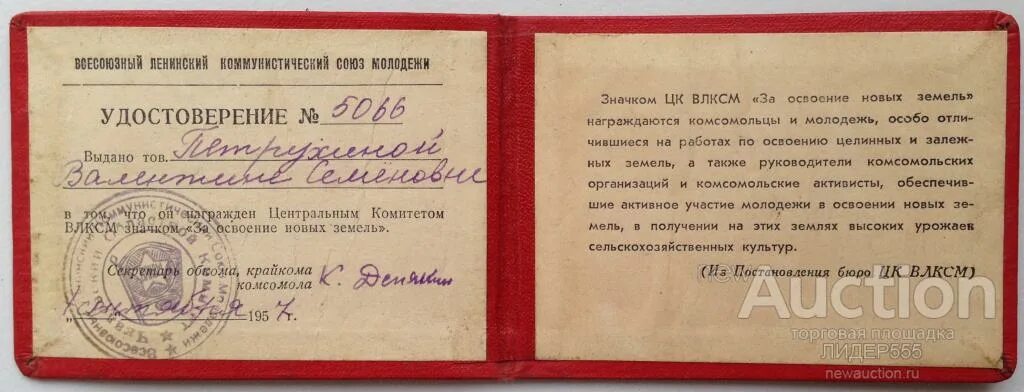 ВСЕСОЮЗНЫЙ ЛЕНИНСКИЙ КОММУНИСТИЧЕСКИЙ СОЮЗ МОЛОДЕЖИ
УДОСТОВЕРЕНИЕ № 5066
Выдано тов. Петрухиной
Валентине Семёновне
в том, что он награжден Центральным Комитетом
ВЛКСМ значком «За освоение новых земель».
Секретарь обкома, крайкома
комсомола К.
1957 г.
Значком ЦК ВЛКСМ «За освоение новых земель»
награждаются комсомольцы и молодежь, особо отли-
чившиеся на работах по освоению целинных и залеж-
ных земель, а также руководители комсомольских
организаций и комсомольские активисты, обеспечив-
шие активное участие молодежи в освоении новых зе-
мель, в получении на этих землях высоких урожаев
сельскохозяйственных культур.
(Из Постановления бюро ЦК ВЛКСМ)
new
Auction
торговая площадка
ЛИДЕР555
newauction.ru